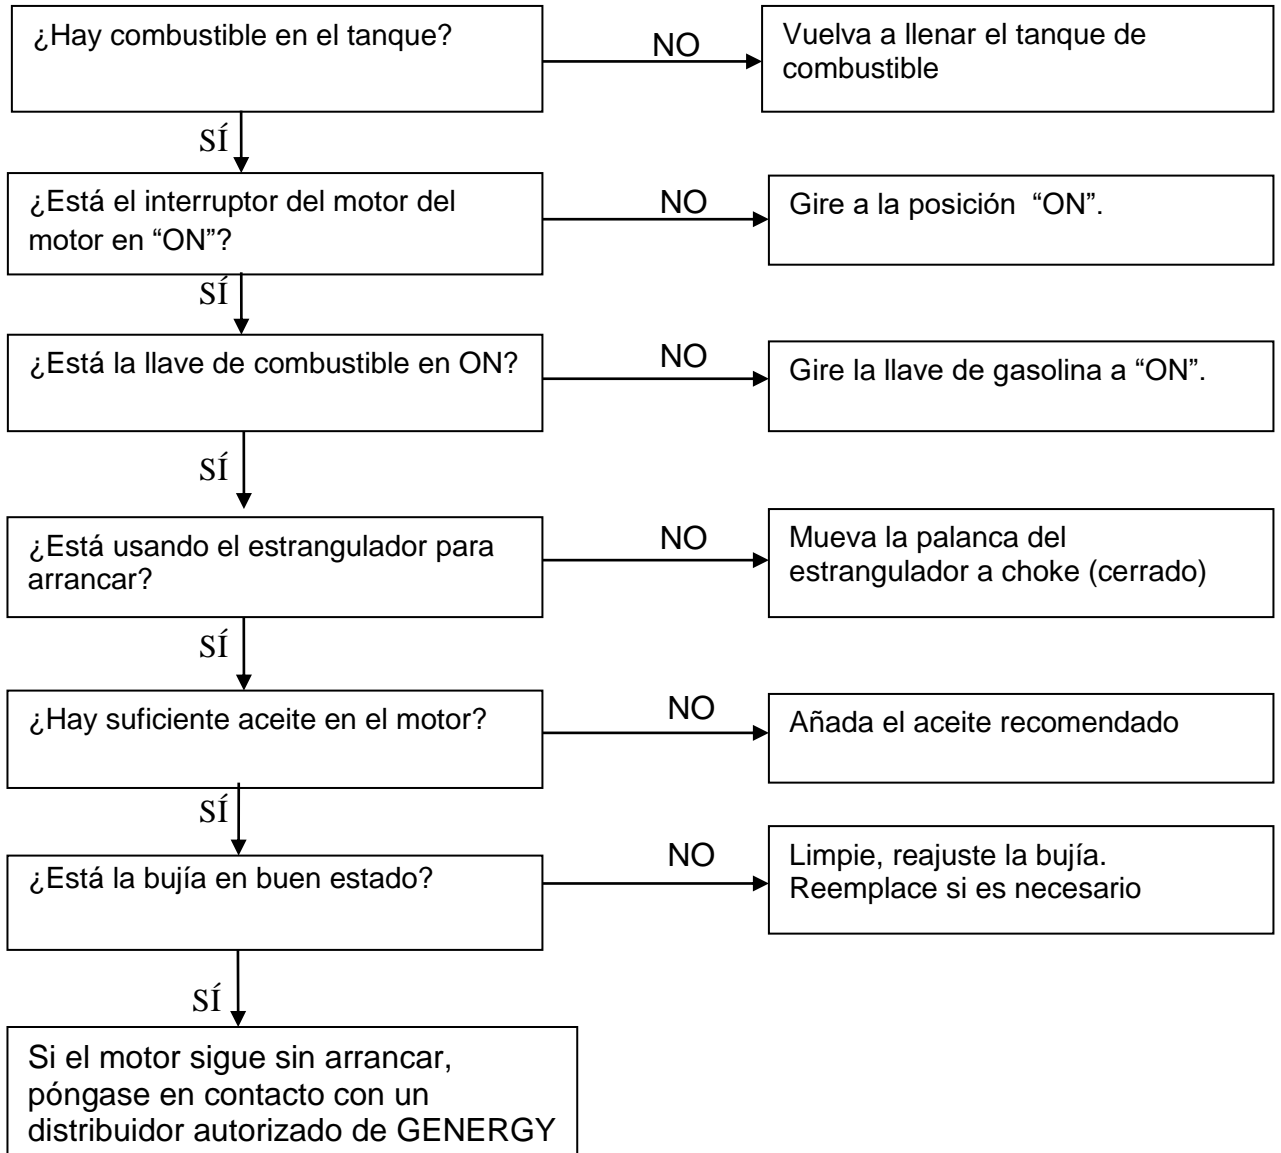 ¿Hay combustible en el tanque?
NO
Vuelva a llenar el tanque de
combustible
SÍ
¿Está el interruptor del motor del
motor en “ON”?
NO
Gire a la posición “ON”.
SÍ
¿Está la llave de combustible en ON?
NO
Gire la llave de gasolina a “ON”.
SÍ
¿Está usando el estrangulador para
arrancar?
NO
Mueva la palanca del
estrangulador a choke (cerrado)
SÍ
¿Hay suficiente aceite en el motor?
NO
Añada el aceite recomendado
SÍ
¿Está la bujía en buen estado?
NO
Limpie, reajuste la bujía.
Reemplace si es necesario
SÍ
Si el motor sigue sin arrancar,
póngase en contacto con un
distribuidor autorizado de GENERGY